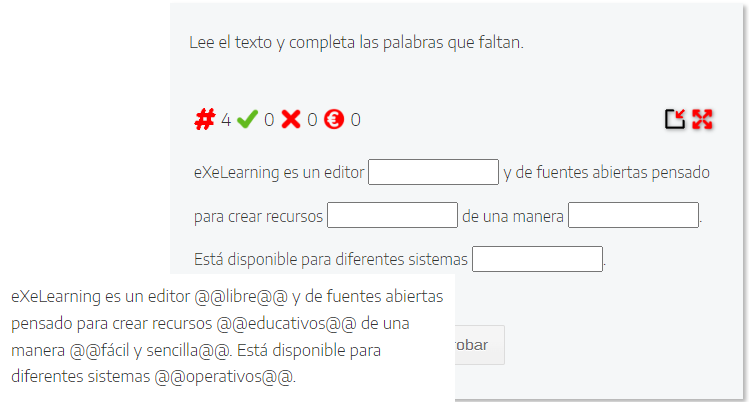 Lee el texto y completa las palabras que faltan.
# 4 0 0 0
eXeLearning es un editor y de fuentes abiertas pensado
para crear recursos de una manera .
Está disponible para diferentes sistemas .
eXeLearning es un editor @@libre@@ y de fuentes abiertas
pensado para crear recursos @@educativos@@ de una
manera @@fácil y sencilla@@. Está disponible para
diferentes sistemas @@operativos@@.
obar